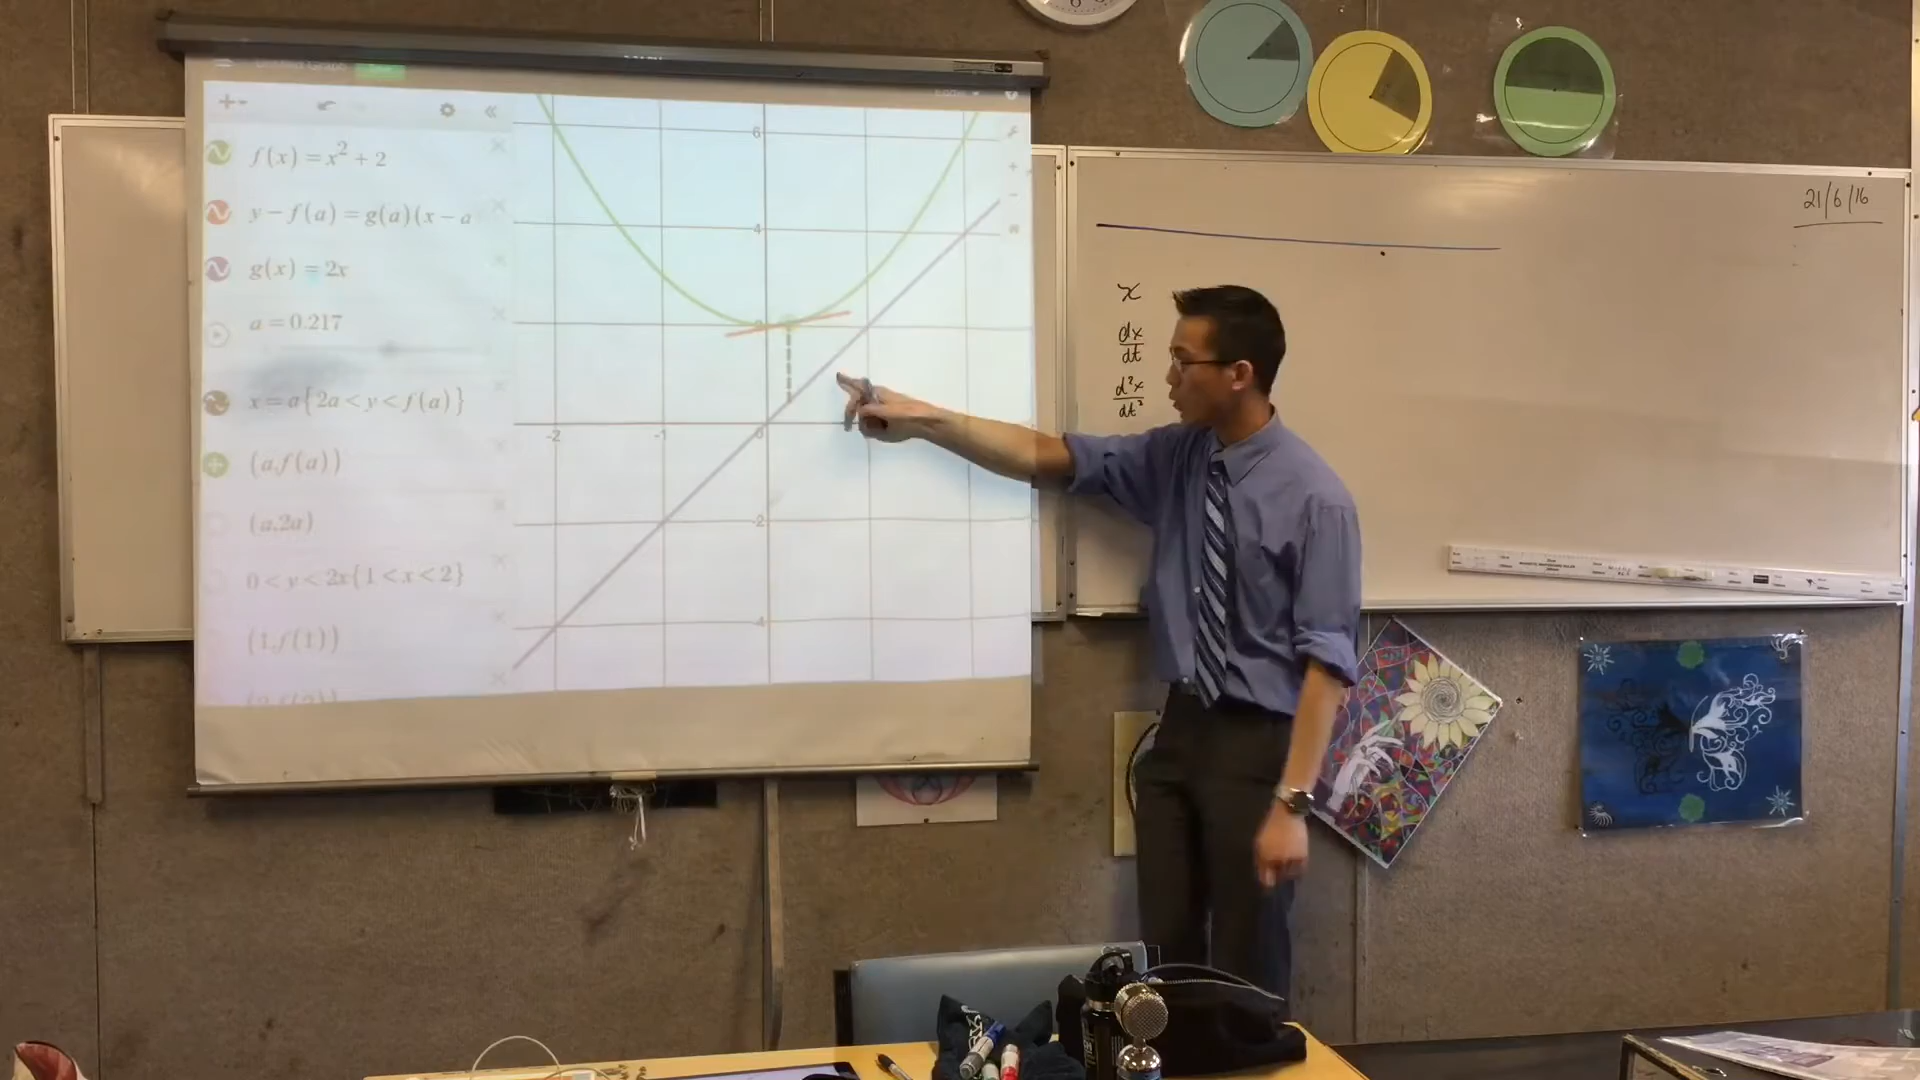 f(x) = x² + 2
y − f(a) = g(a)(x − a
g(x) = 2x
a = 0.217
x = a{2a < y < f(a)}
(a, f(a))
(a, 2a)
0 < y < 2x{1 < x < 2}
(1, f(1))
6
4
2
-2
-1
0
-2
-4
21/6/16
x
dx/dt
d²x/dt²